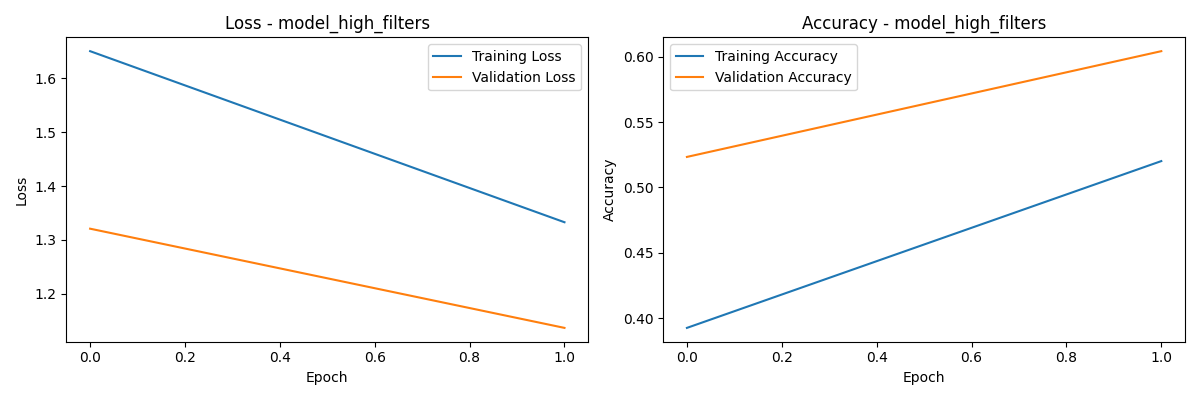 Loss - model_high_filters
Training Loss
Validation Loss
1.6
1.5
1.4
1.3
1.2
Loss
0.0 0.2 0.4 0.6 0.8 1.0
Epoch
Accuracy - model_high_filters
Training Accuracy
Validation Accuracy
0.60
0.55
0.50
0.45
0.40
Accuracy
0.0 0.2 0.4 0.6 0.8 1.0
Epoch